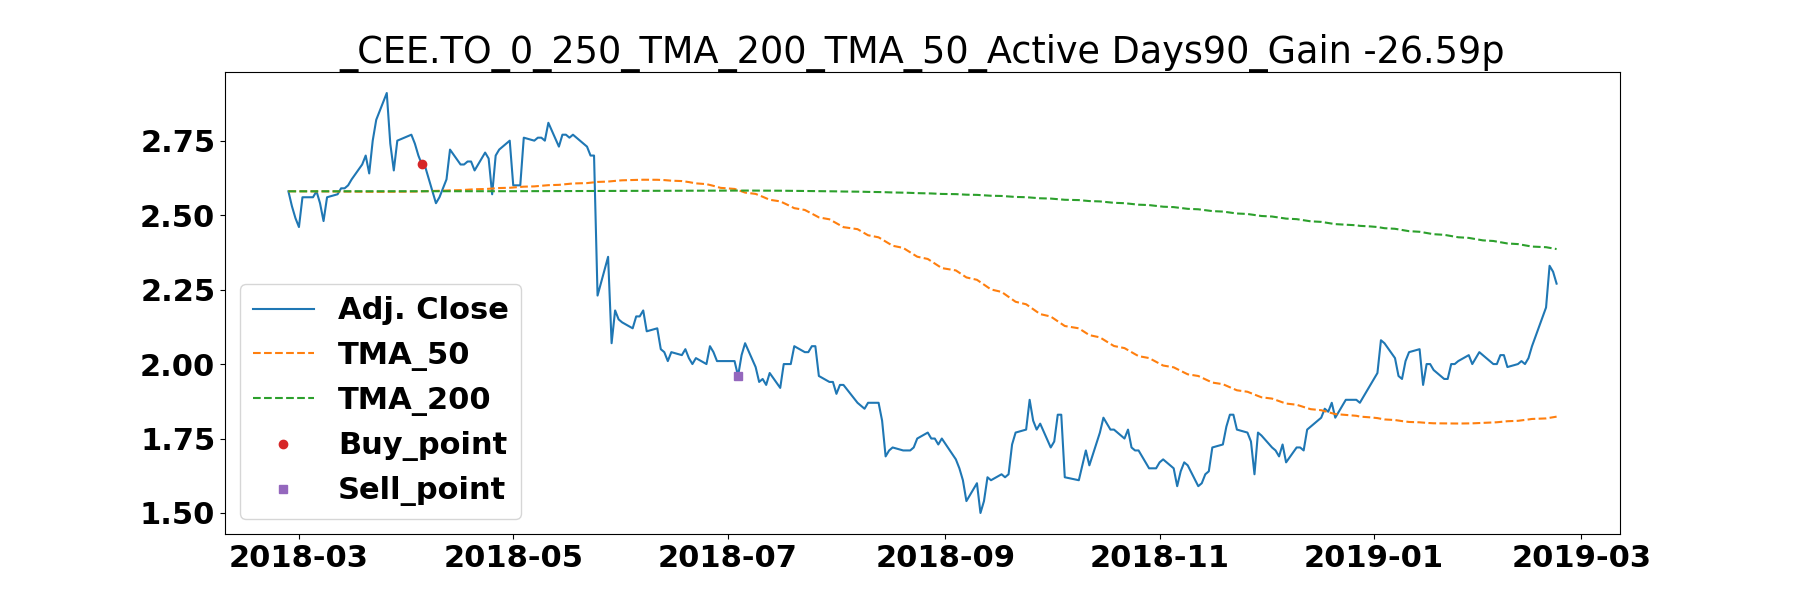 _CEE.TO_0_250_TMA_200_TMA_50_Active Days90_Gain -26.59p
2.75
2.50
2.25
2.00
1.75
1.50
Adj. Close
TMA_50
TMA_200
Buy_point
Sell_point
2018-03 2018-05 2018-07 2018-09 2018-11 2019-01 2019-03